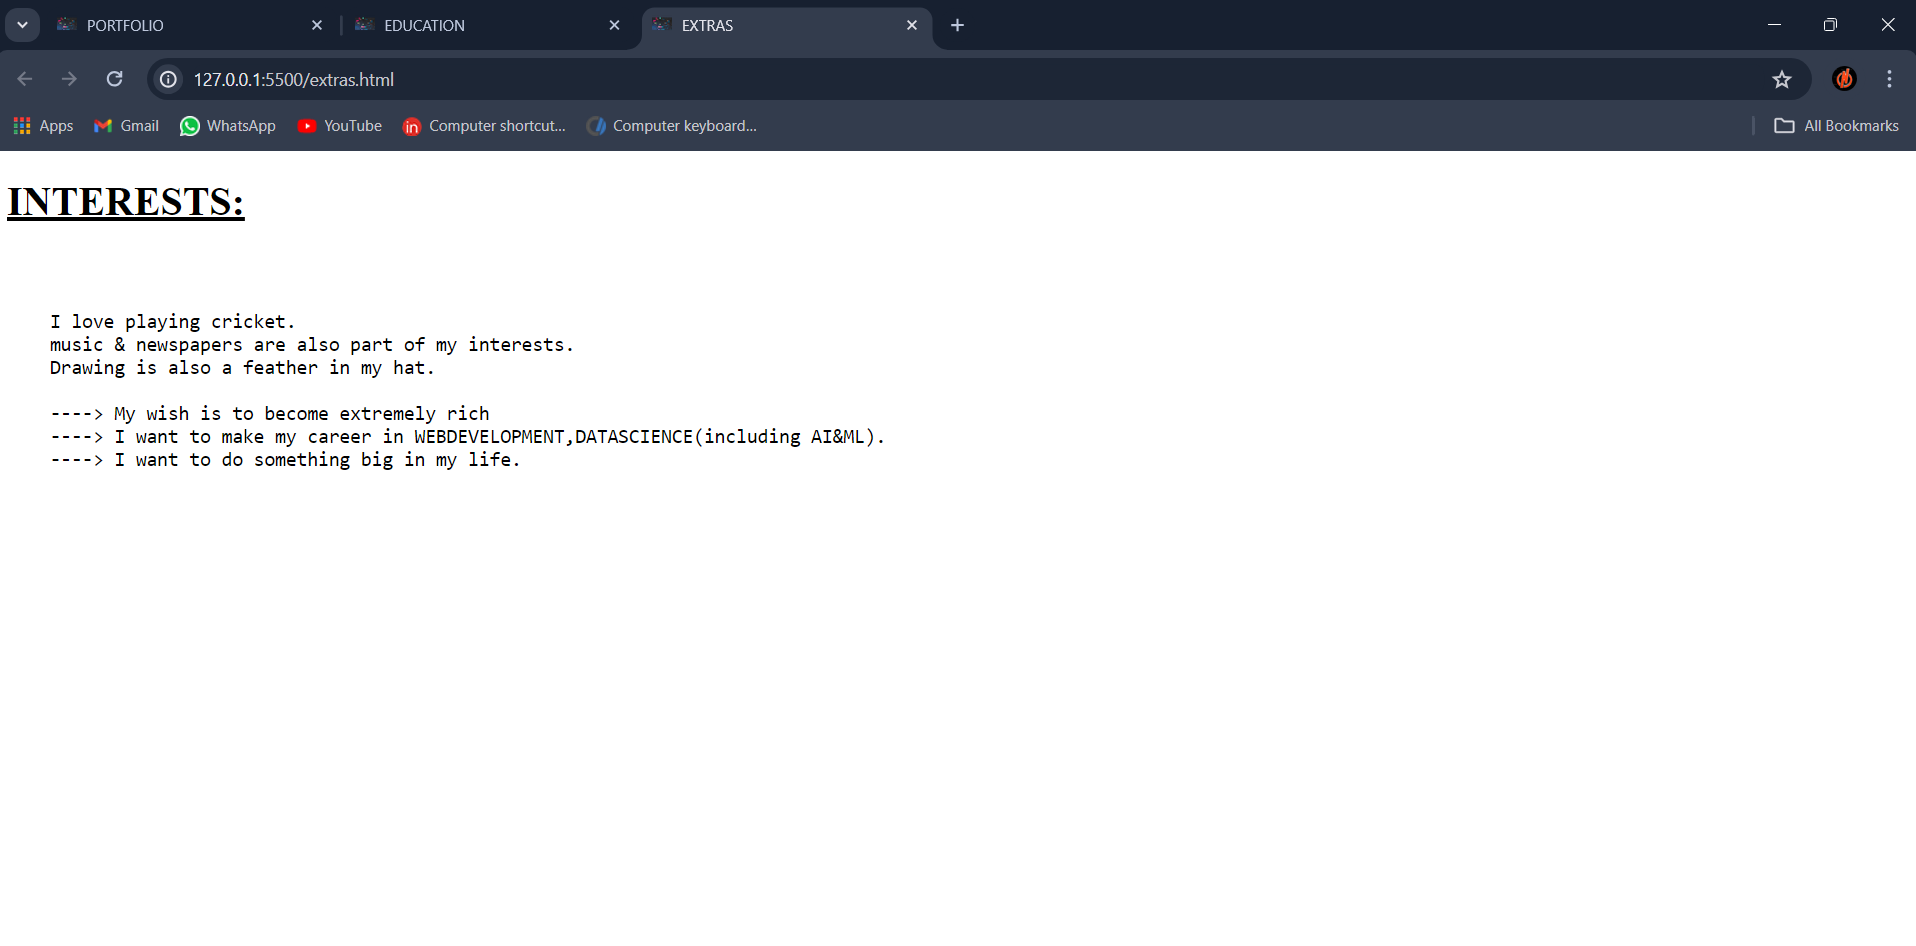 PORTFOLIO
EDUCATION
EXTRAS
127.0.0.1:5500/extras.html
Apps
Gmail
WhatsApp
YouTube
in
Computer shortcut...
Computer keyboard...
All Bookmarks
INTERESTS:
I love playing cricket.
music & newspapers are also part of my interests.
Drawing is also a feather in my hat.
----> My wish is to become extremely rich
----> I want to make my career in WEBDEVELOPMENT,DATASCIENCE(including AI&ML).
----> I want to do something big in my life.